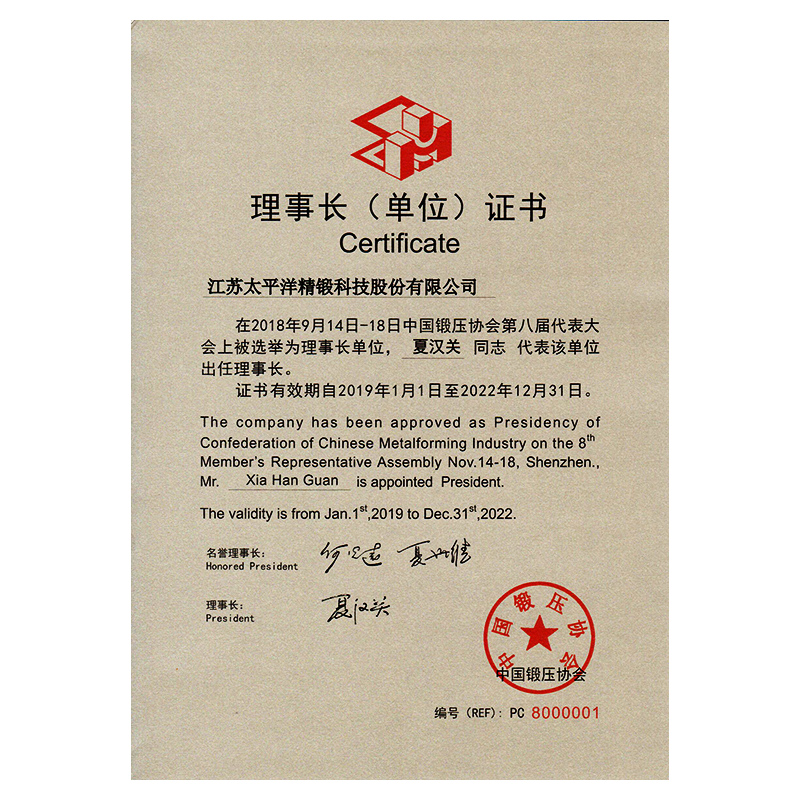 理事长（单位）证书
Certificate
江苏太平洋精锻科技股份有限公司
在2018年9月14日-18日中国锻压协会第八届代表大
会上被选举为理事长单位，夏汉关 同志 代表该单位
出任理事长。
证书有效期自2019年1月1日至2022年12月31日。
The company has been approved as Presidency of
Confederation of Chinese Metalforming Industry on the 8th
Member's Representative Assembly Nov.14-18, Shenzhen.,
Mr. Xia Han Guan is appointed President.
The validity is from Jan.1st,2019 to Dec.31st,2022.
名誉理事长：
Honored President
理事长：
夏汉关
President
中国锻压协会
中国锻压协会
编号（REF）：PC 8000001